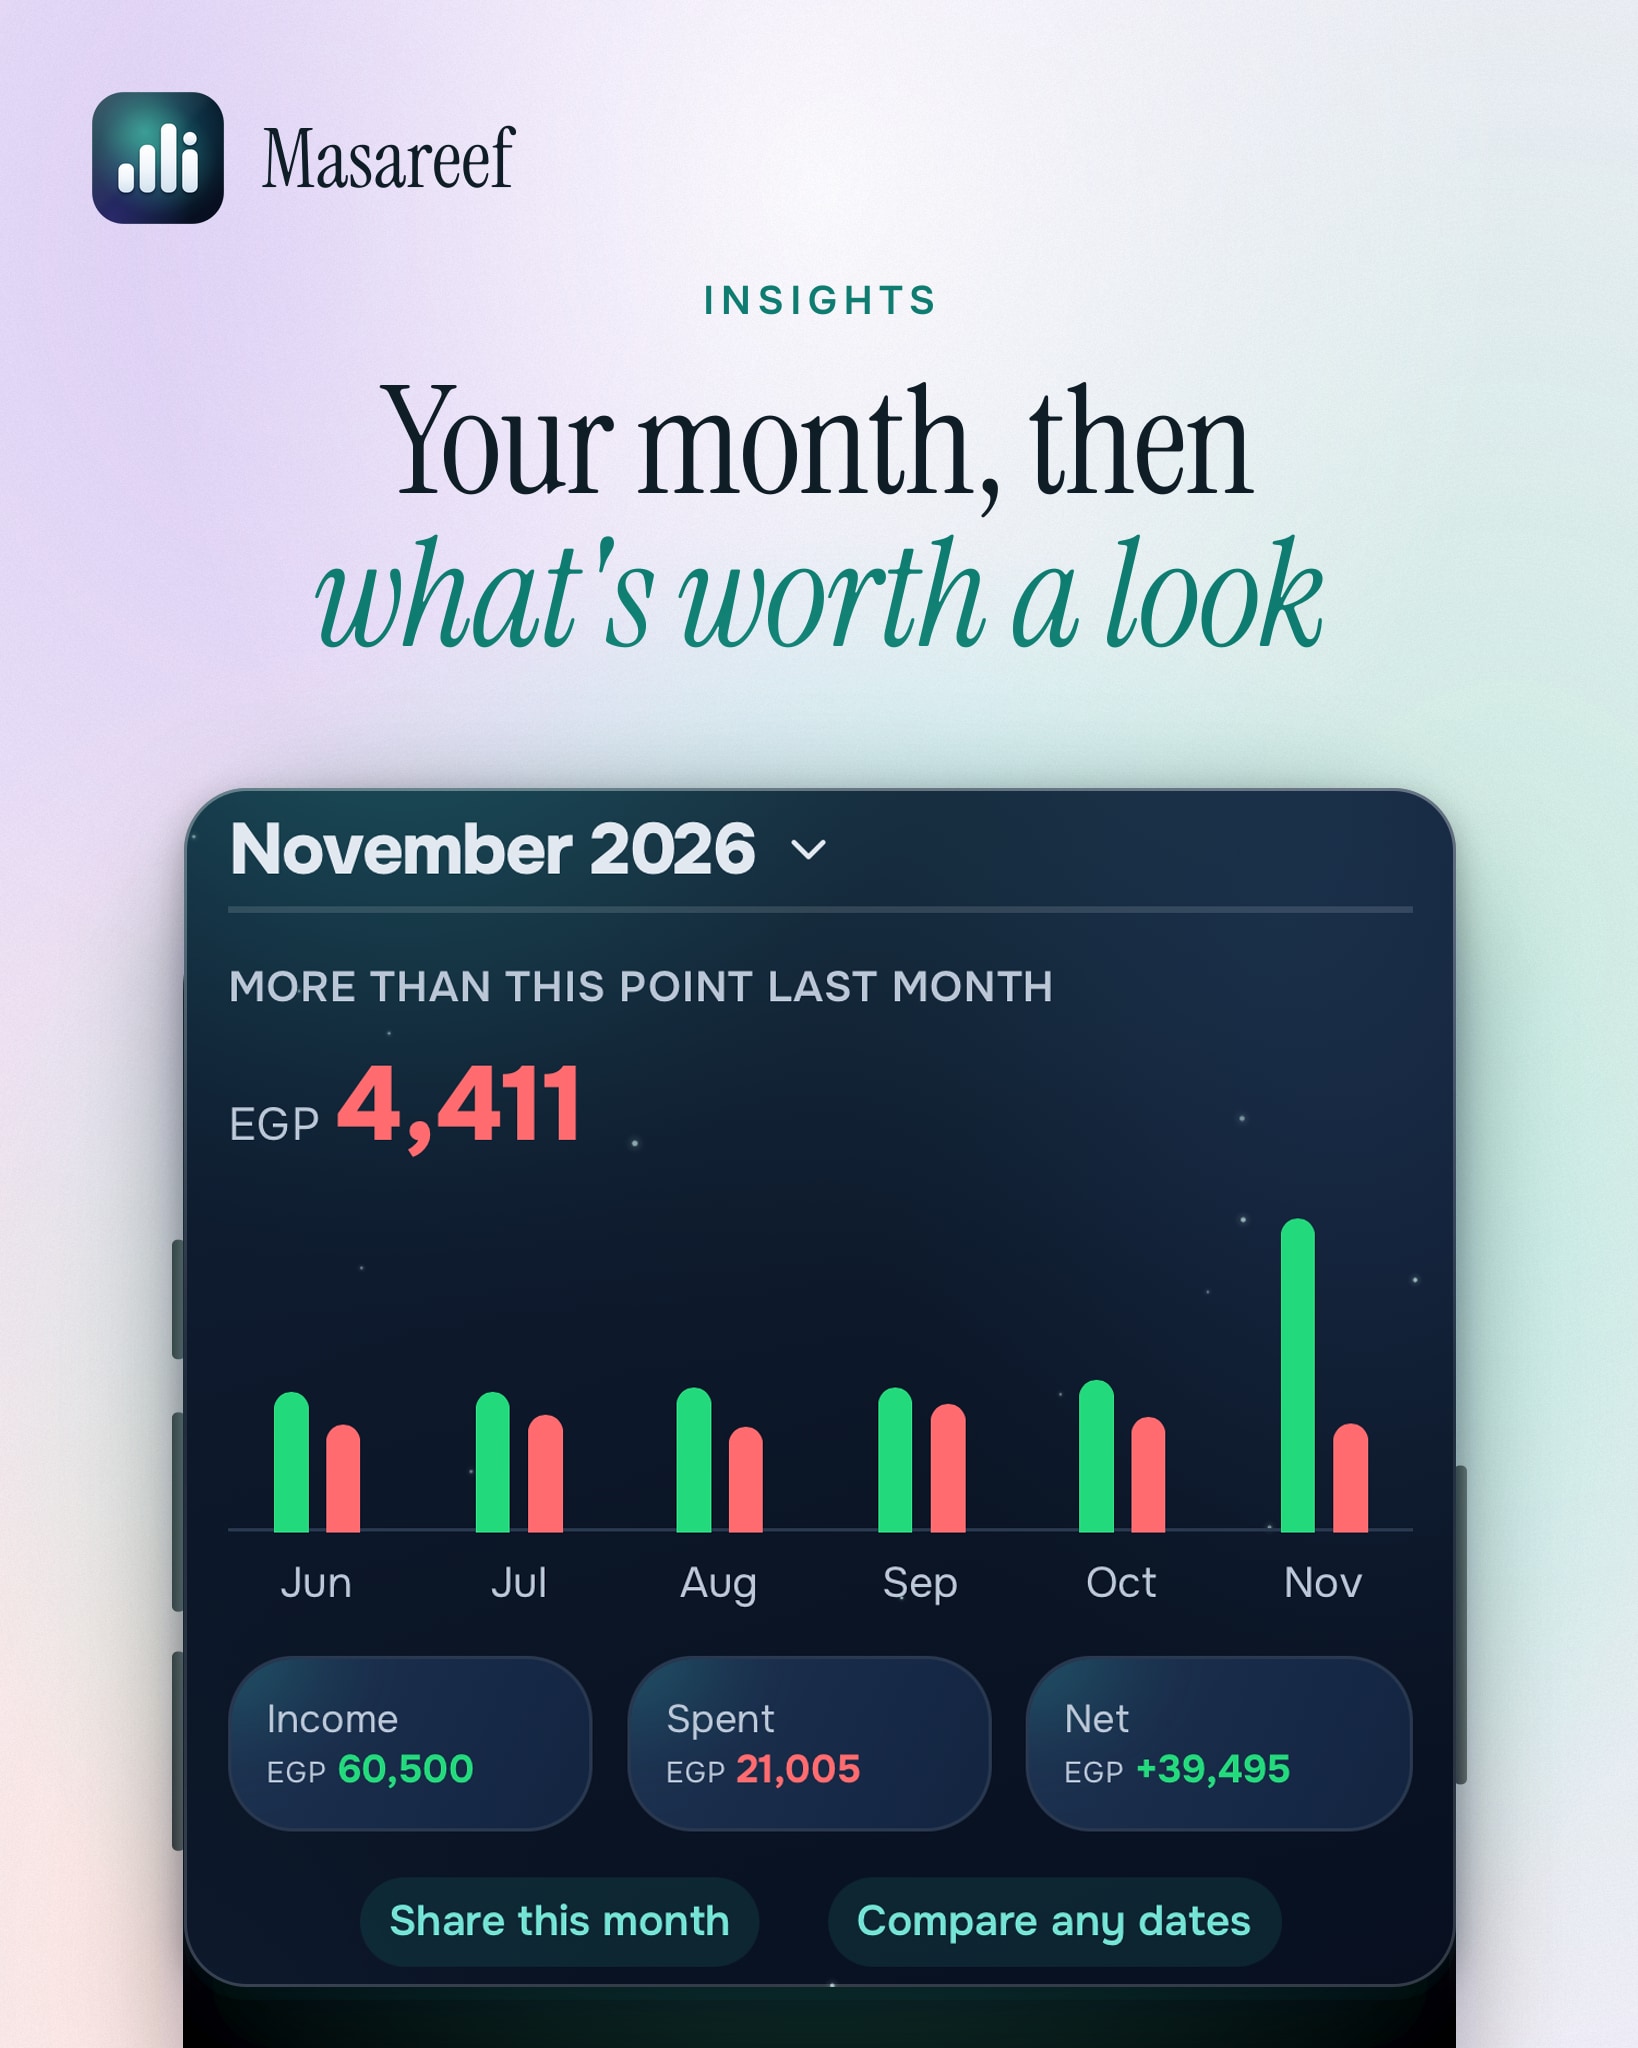 Masareef
INSIGHTS
Your month, then
what's worth a look
November 2026
MORE THAN THIS POINT LAST MONTH
EGP 4,411
Jun Jul Aug Sep Oct Nov
Income Spent Net
EGP 60,500 EGP 21,005 EGP +39,495
Share this month Compare any dates